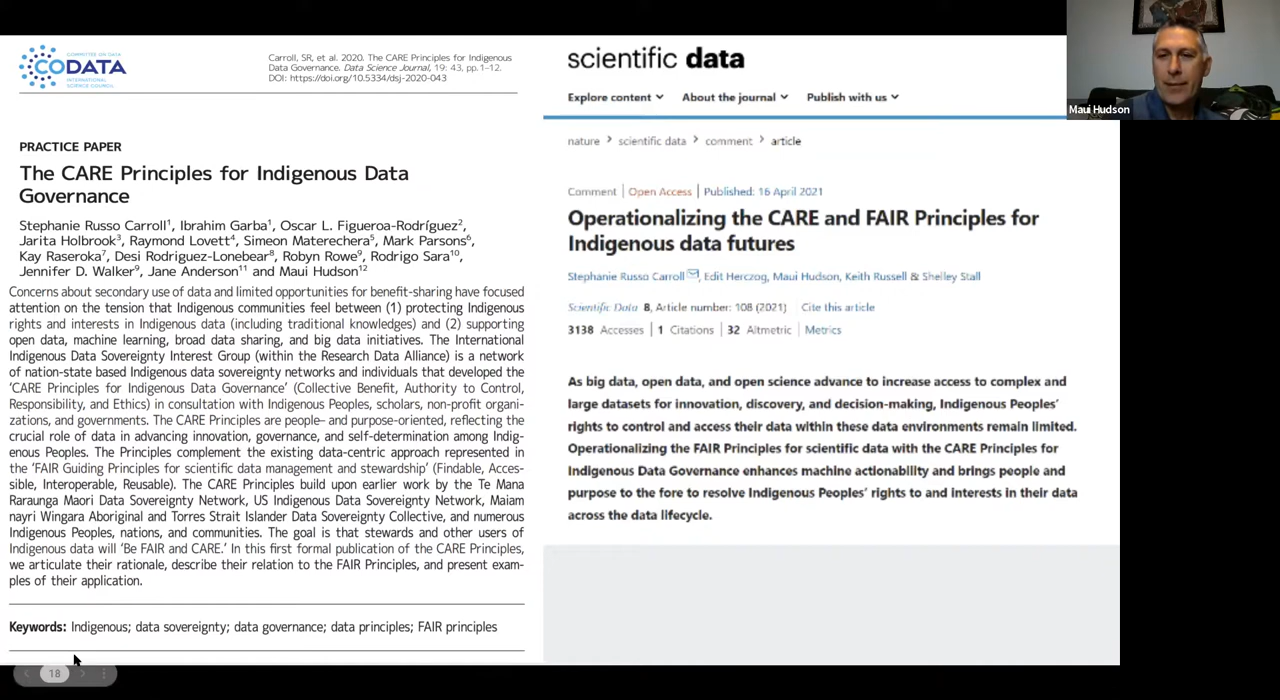 COMMITTEE ON DATA
CODATA
INTERNATIONAL
SCIENCE COUNCIL
Carroll, SR, et al. 2020. The CARE Principles for Indigenous
Data Governance. Data Science Journal, 19: 43, pp. 1–12.
DOI: https://doi.org/10.5334/dsj-2020-043
PRACTICE PAPER
The CARE Principles for Indigenous Data
Governance
Stephanie Russo Carroll1, Ibrahim Garba1, Oscar L. Figueroa-Rodríguez2,
Jarita Holbrook3, Raymond Lovett4, Simeon Materechera5, Mark Parsons6,
Kay Raseroka7, Desi Rodriguez-Lonebear8, Robyn Rowe9, Rodrigo Sara10,
Jennifer D. Walker9, Jane Anderson11 and Maui Hudson12
Concerns about secondary use of data and limited opportunities for benefit-sharing have focused
attention on the tension that Indigenous communities feel between (1) protecting Indigenous
rights and interests in Indigenous data (including traditional knowledges) and (2) supporting
open data, machine learning, broad data sharing, and big data initiatives. The International
Indigenous Data Sovereignty Interest Group (within the Research Data Alliance) is a network
of nation-state based Indigenous data sovereignty networks and individuals that developed the
‘CARE Principles for Indigenous Data Governance’ (Collective Benefit, Authority to Control,
Responsibility, and Ethics) in consultation with Indigenous Peoples, scholars, non-profit organi-
zations, and governments. The CARE Principles are people– and purpose-oriented, reflecting the
crucial role of data in advancing innovation, governance, and self-determination among Indig-
enous Peoples. The Principles complement the existing data-centric approach represented in
the ‘FAIR Guiding Principles for scientific data management and stewardship’ (Findable, Acces-
sible, Interoperable, Reusable). The CARE Principles build upon earlier work by the Te Mana
Raraunga Maori Data Sovereignty Network, US Indigenous Data Sovereignty Network, Maiam
nayri Wingara Aboriginal and Torres Strait Islander Data Sovereignty Collective, and numerous
Indigenous Peoples, nations, and communities. The goal is that stewards and other users of
Indigenous data will ‘Be FAIR and CARE.’ In this first formal publication of the CARE Principles,
we articulate their rationale, describe their relation to the FAIR Principles, and present exam-
ples of their application.
Keywords: Indigenous; data sovereignty; data governance; data principles; FAIR principles
18
scientific data
Explore content About the journal Publish with us
nature > scientific data > comment > article
Comment | Open Access | Published: 16 April 2021
Operationalizing the CARE and FAIR Principles for
Indigenous data futures
Stephanie Russo Carroll, Edit Herczog, Maui Hudson, Keith Russell & Shelley Stall
Scientific Data 8, Article number: 108 (2021) Cite this article
3138 Accesses | 1 Citations | 32 Altmetric | Metrics
As big data, open data, and open science advance to increase access to complex and
large datasets for innovation, discovery, and decision-making, Indigenous Peoples’
rights to control and access their data within these data environments remain limited.
Operationalizing the FAIR Principles for scientific data with the CARE Principles for
Indigenous Data Governance enhances machine actionability and brings people and
purpose to the fore to resolve Indigenous Peoples’ rights to and interests in their data
across the data lifecycle.
Maui Hudson